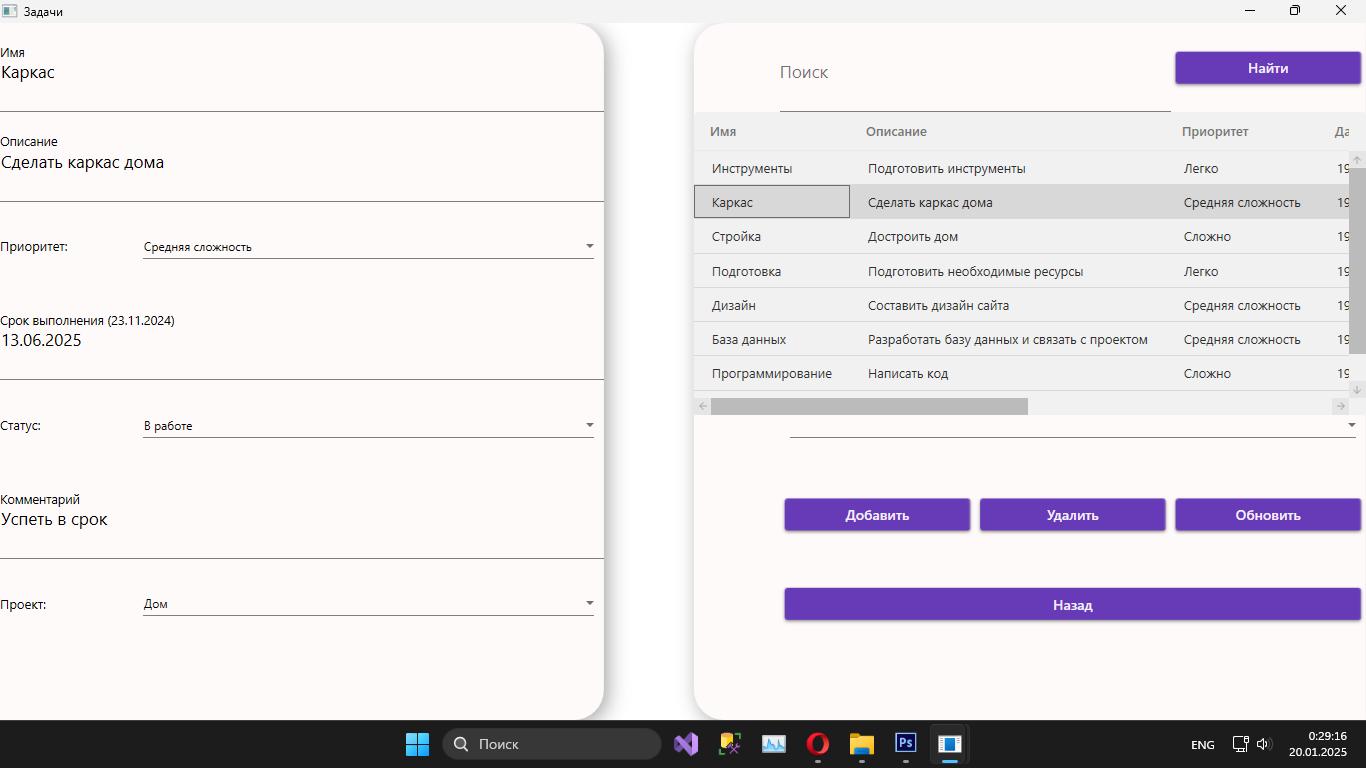 Задачи
Имя
Каркас
Описание
Сделать каркас дома
Приоритет: Средняя сложность
Срок выполнения (23.11.2024)
13.06.2025
Статус: В работе
Комментарий
Успеть в срок
Проект: Дом
Поиск Найти
Имя Описание Приоритет Да
Инструменты Подготовить инструменты Легко 19
Каркас Сделать каркас дома Средняя сложность 19
Стройка Достроить дом Сложно 19
Подготовка Подготовить необходимые ресурсы Легко 19
Дизайн Составить дизайн сайта Средняя сложность 19
База данных Разработать базу данных и связать с проектом Средняя сложность 19
Программирование Написать код Сложно 19
Добавить Удалить Обновить
Назад
Поиск Ps ENG 0:29:16
20.01.2025